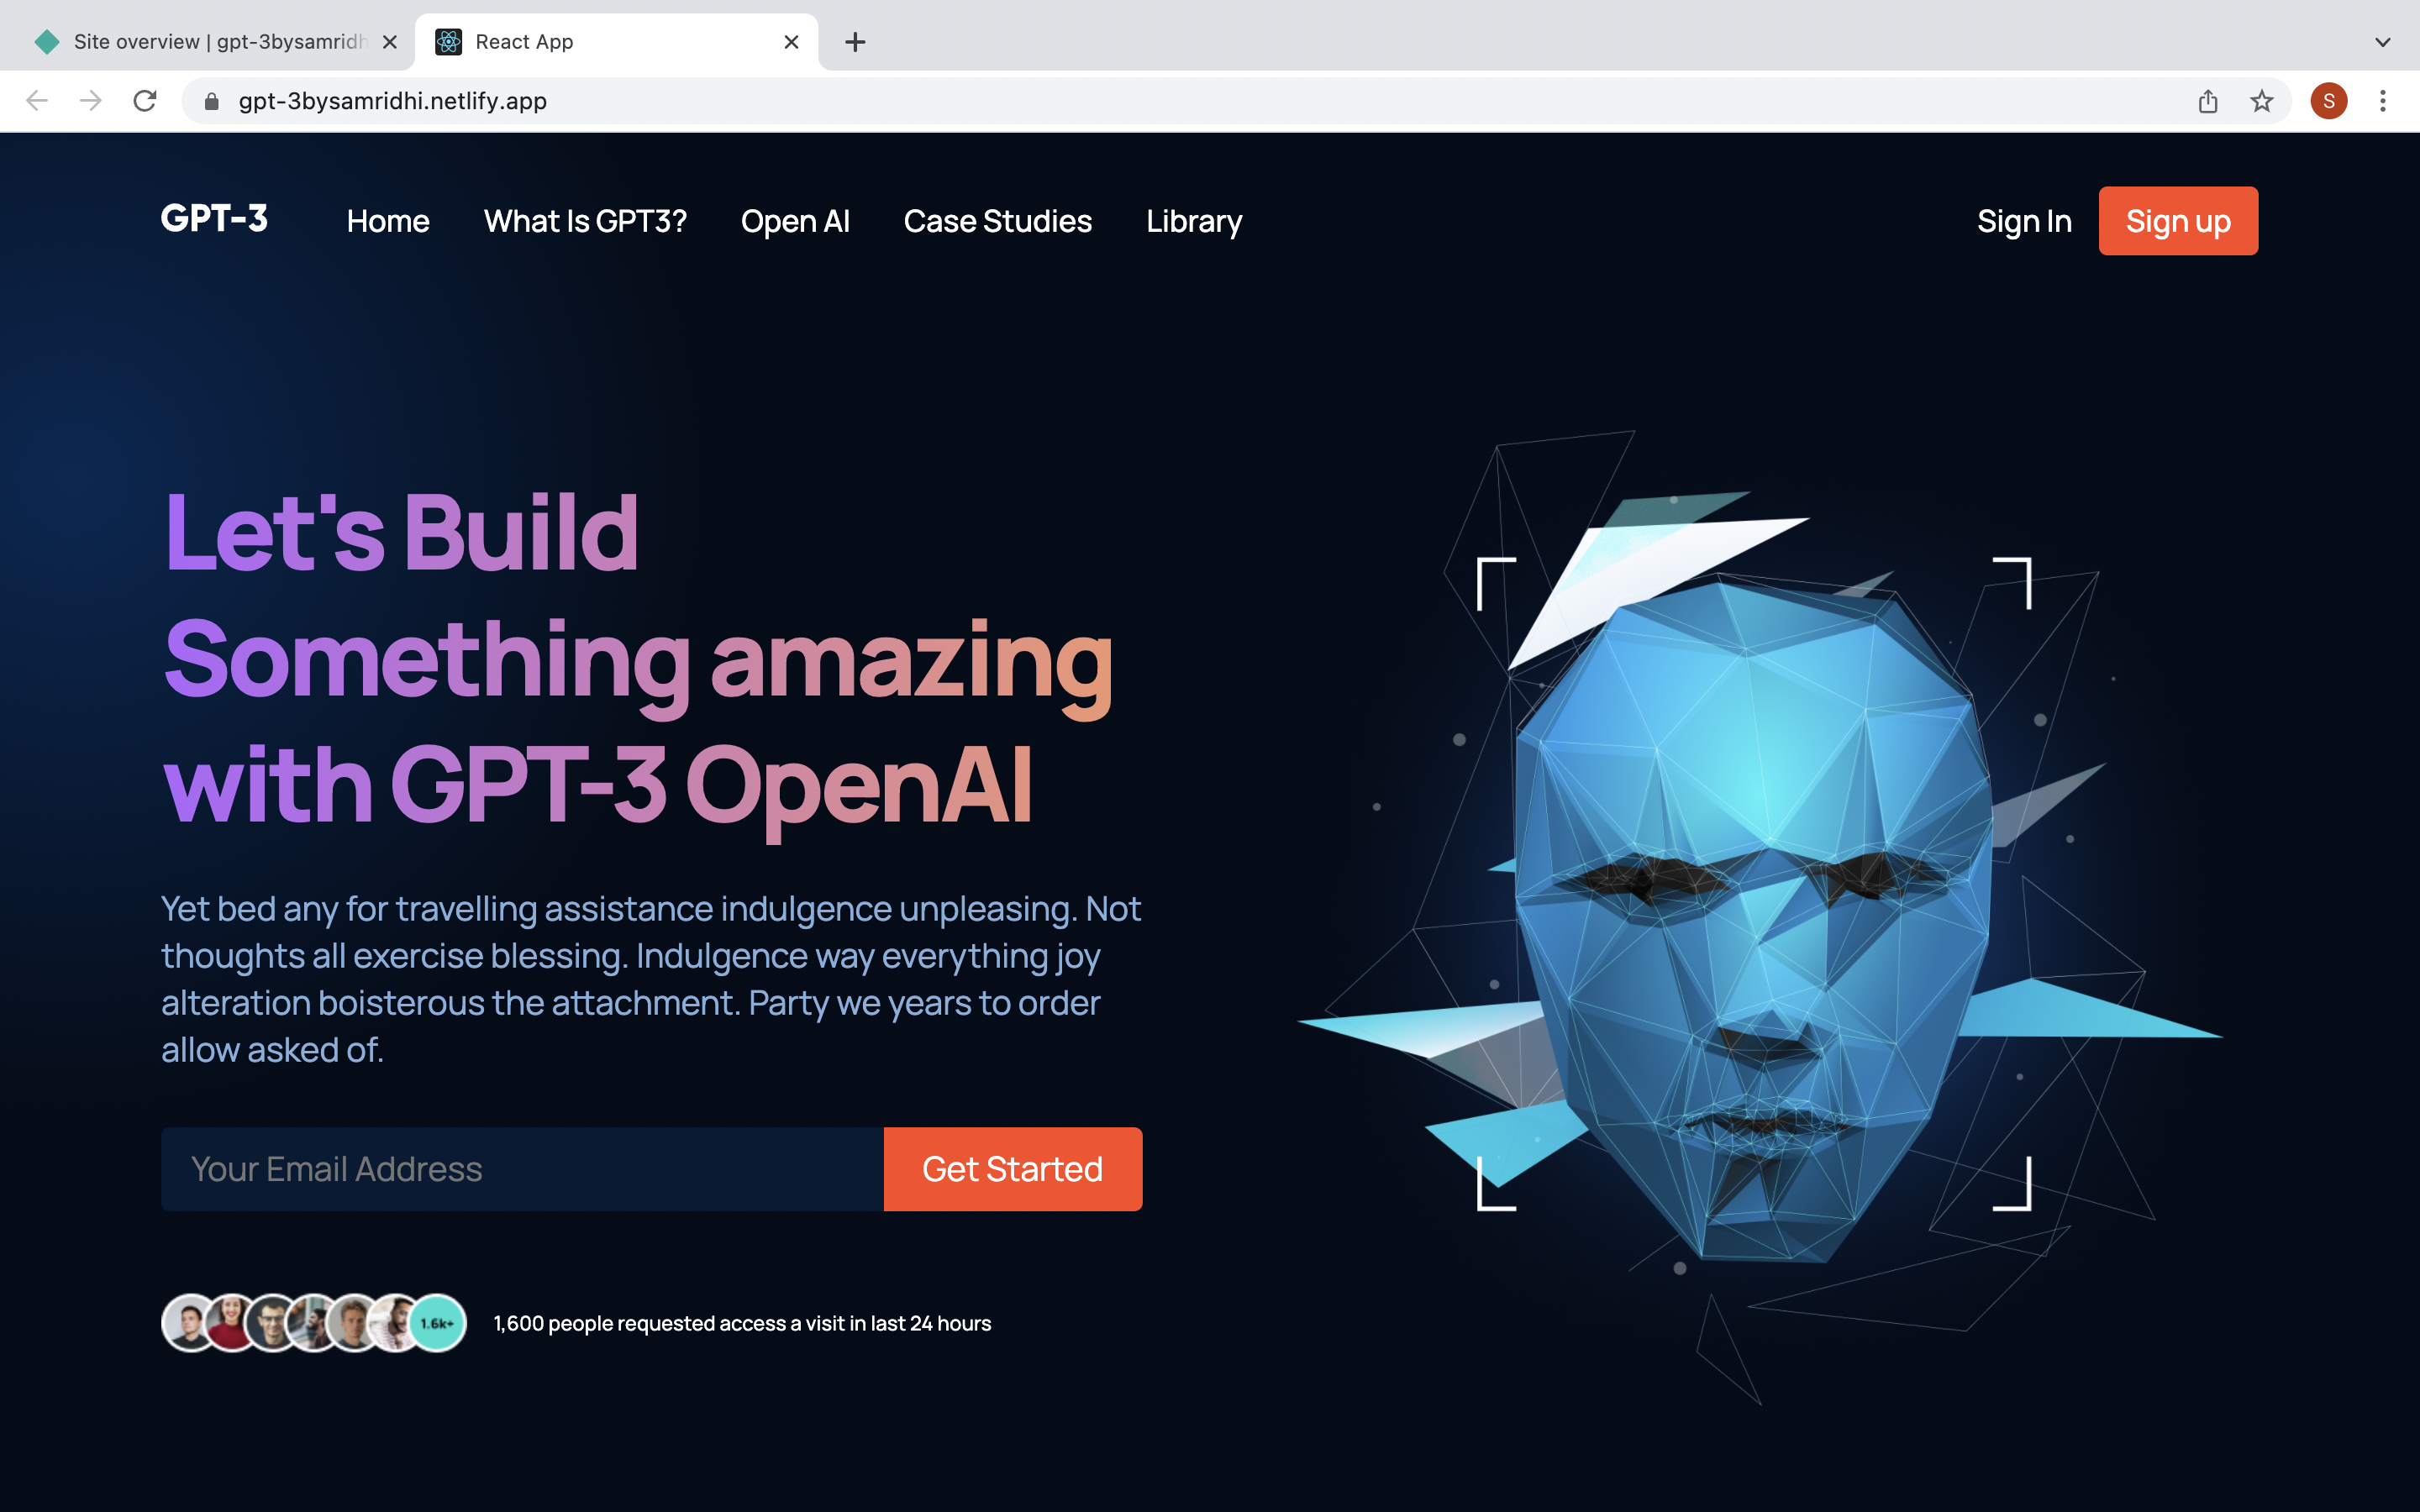 Site overview | gpt-3bysamridh
React App
gpt-3bysamridhi.netlify.app
S
GPT-3 Home What Is GPT3? Open AI Case Studies Library Sign In Sign up
Let's Build
Something amazing
with GPT-3 OpenAI
Yet bed any for travelling assistance indulgence unpleasing. Not
thoughts all exercise blessing. Indulgence way everything joy
alteration boisterous the attachment. Party we years to order
allow asked of.
Your Email Address Get Started
1.6k+ 1,600 people requested access a visit in last 24 hours